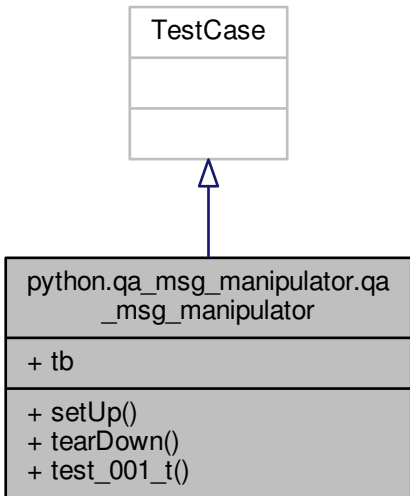 TestCase
python.qa_msg_manipulator.qa
_msg_manipulator
+ tb
+ setUp()
+ tearDown()
+ test_001_t()